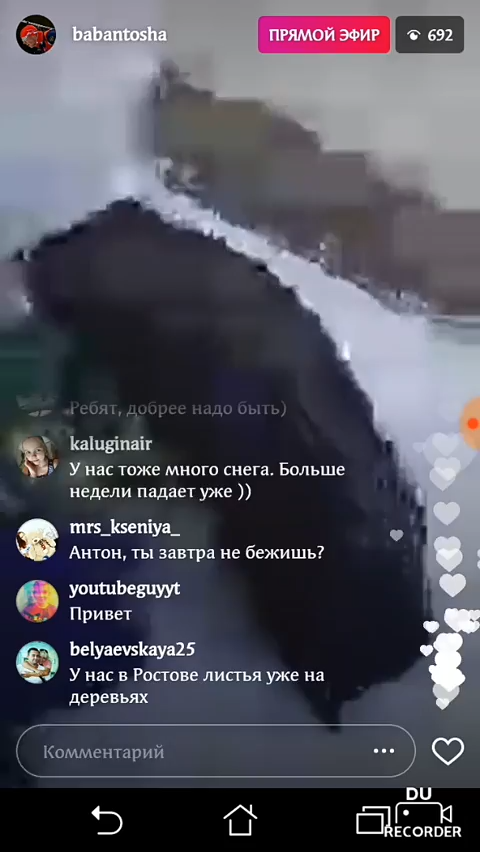 babantosha
ПРЯМОЙ ЭФИР
692
Ребят, добрее надо быть)
kaluginair
У нас тоже много снега. Больше
недели падает уже ))
mrs_kseniya_
Антон, ты завтра не бежишь?
youtubeguyyt
Привет
belyaevskaya25
У нас в Ростове листья уже на
деревьях
Комментарий
DU
RECORDER